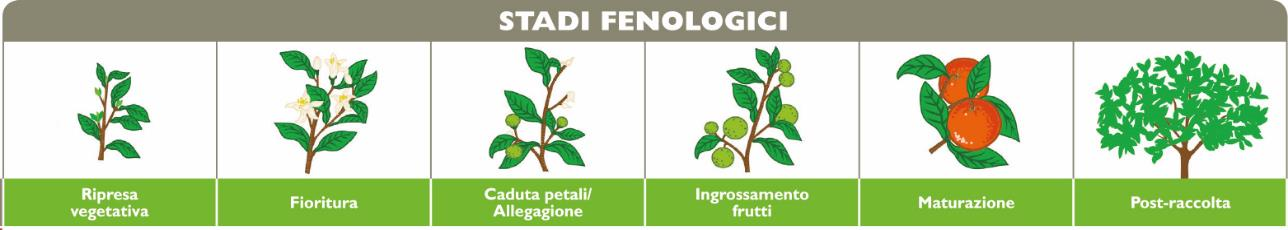 STADI FENOLOGICI
Ripresa
vegetativa
Fioritura
Caduta petali/
Allegagione
Ingrossamento
frutti
Maturazione
Post-raccolta